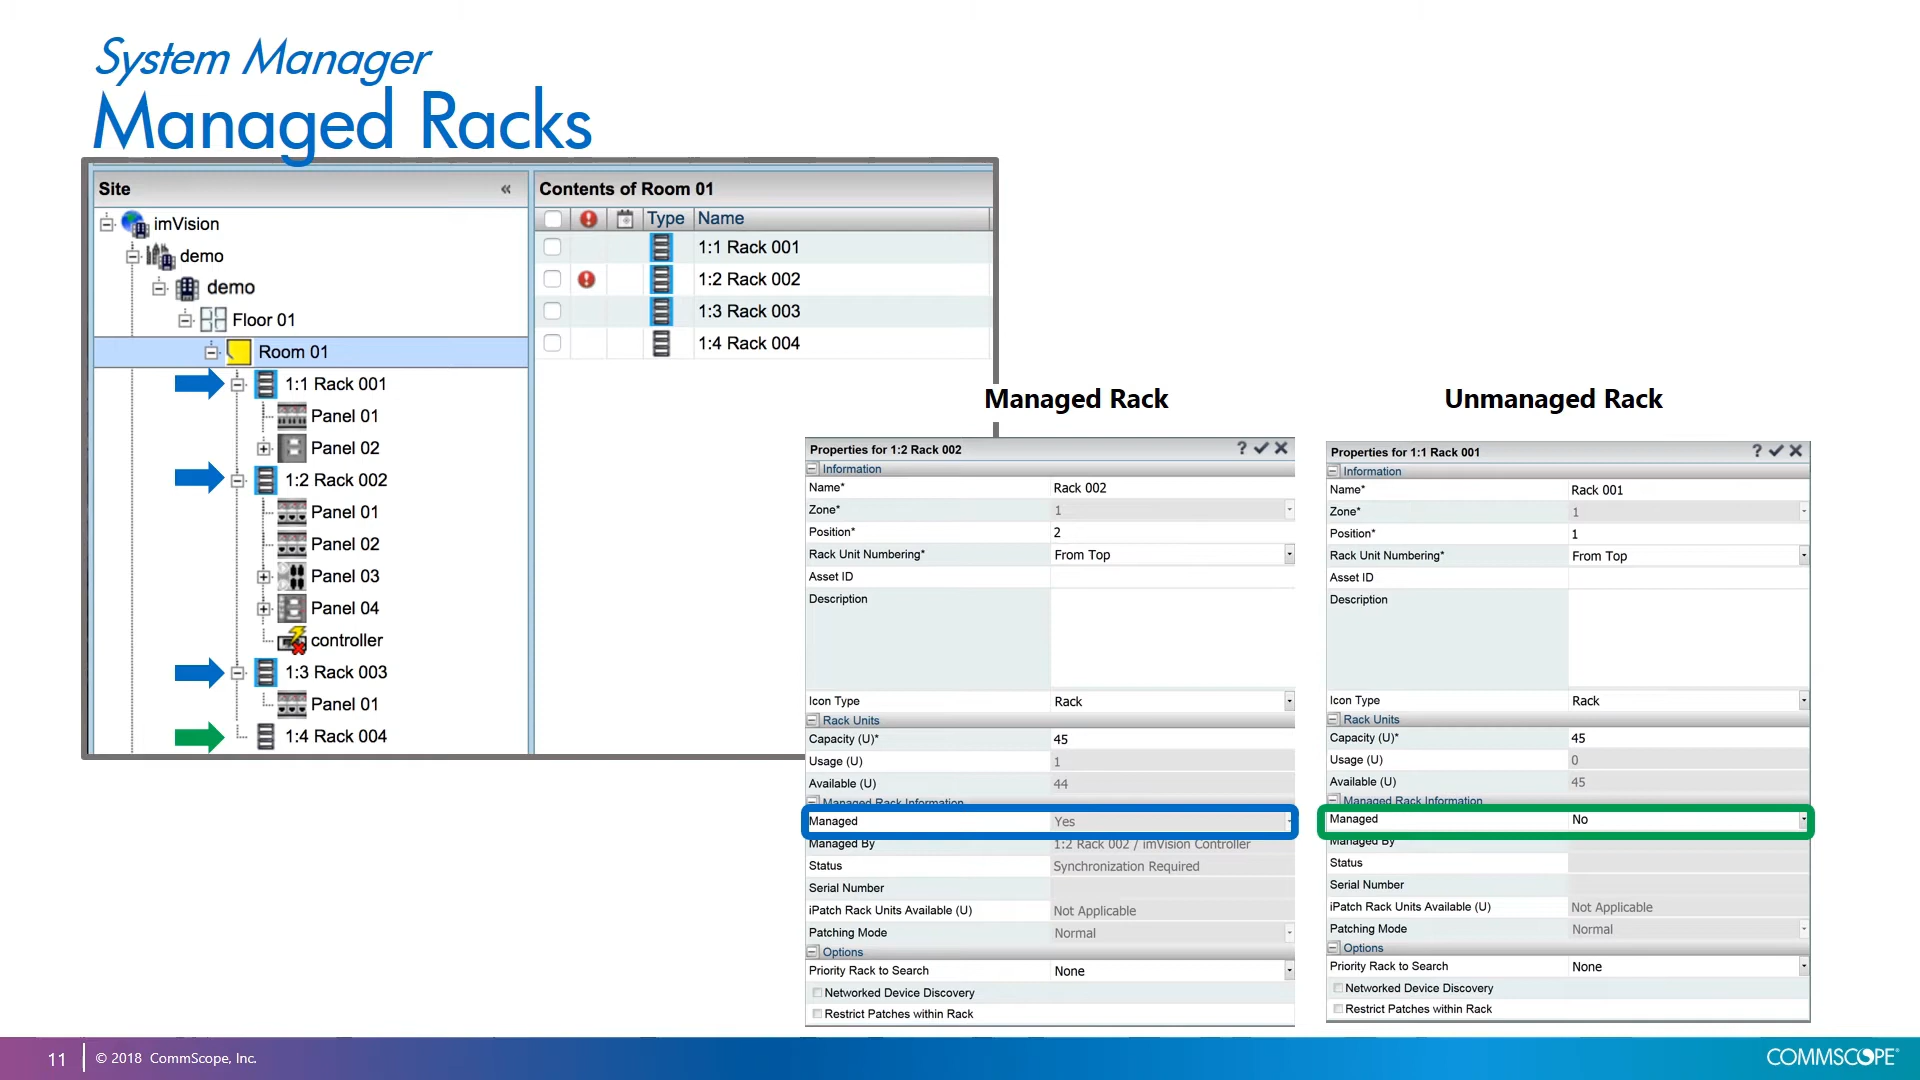 System Manager
Managed Racks
Site «
imVision
demo
demo
Floor 01
Room 01
1:1 Rack 001
Panel 01
Panel 02
1:2 Rack 002
Panel 01
Panel 02
Panel 03
Panel 04
controller
1:3 Rack 003
Panel 01
1:4 Rack 004
Contents of Room 01
Type Name
1:1 Rack 001
1:2 Rack 002
1:3 Rack 003
1:4 Rack 004
Managed Rack
Properties for 1:2 Rack 002 ?
Information
Name* Rack 002
Zone* 1
Position* 2
Rack Unit Numbering* From Top
Asset ID
Description
Icon Type Rack
Rack Units
Capacity (U)* 45
Usage (U) 1
Available (U) 44
Managed Rack Information
Managed Yes
Managed By 1:2 Rack 002 / imVision Controller
Status Synchronization Required
Serial Number
iPatch Rack Units Available (U) Not Applicable
Patching Mode Normal
Options
Priority Rack to Search None
Networked Device Discovery
Restrict Patches within Rack
Unmanaged Rack
Properties for 1:1 Rack 001 ?
Information
Name* Rack 001
Zone* 1
Position* 1
Rack Unit Numbering* From Top
Asset ID
Description
Icon Type Rack
Rack Units
Capacity (U)* 45
Usage (U) 0
Available (U) 45
Managed Rack Information
Managed No
Managed By
Status
Serial Number
iPatch Rack Units Available (U) Not Applicable
Patching Mode Normal
Options
Priority Rack to Search None
Networked Device Discovery
Restrict Patches within Rack
11 © 2018 CommScope, Inc.
COMMSCOPE®